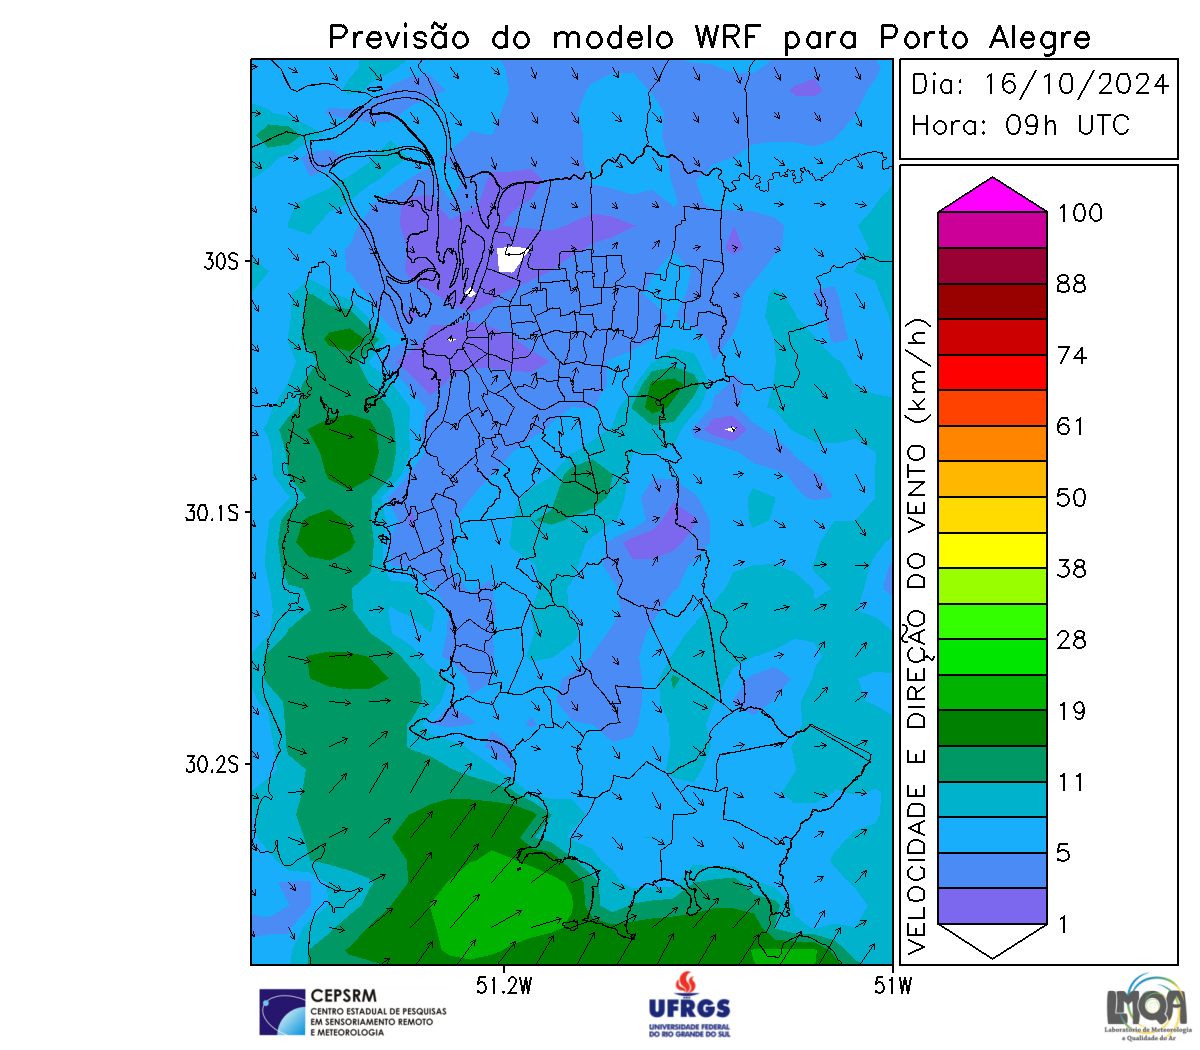 Previsão do modelo WRF para Porto Alegre
Dia: 16/10/2024
Hora: 09h UTC
30S
30.1S
30.2S
51.2W
51W
VELOCIDADE E DIREÇÃO DO VENTO (km/h)
100
88
74
61
50
38
28
19
11
5
1
CEPSRM
CENTRO ESTADUAL DE PESQUISAS
EM SENSORIAMENTO REMOTO
E METEOROLOGIA
UFRGS
UNIVERSIDADE FEDERAL
DO RIO GRANDE DO SUL
LMQA
Laboratório de Meteorologia
e Qualidade do Ar